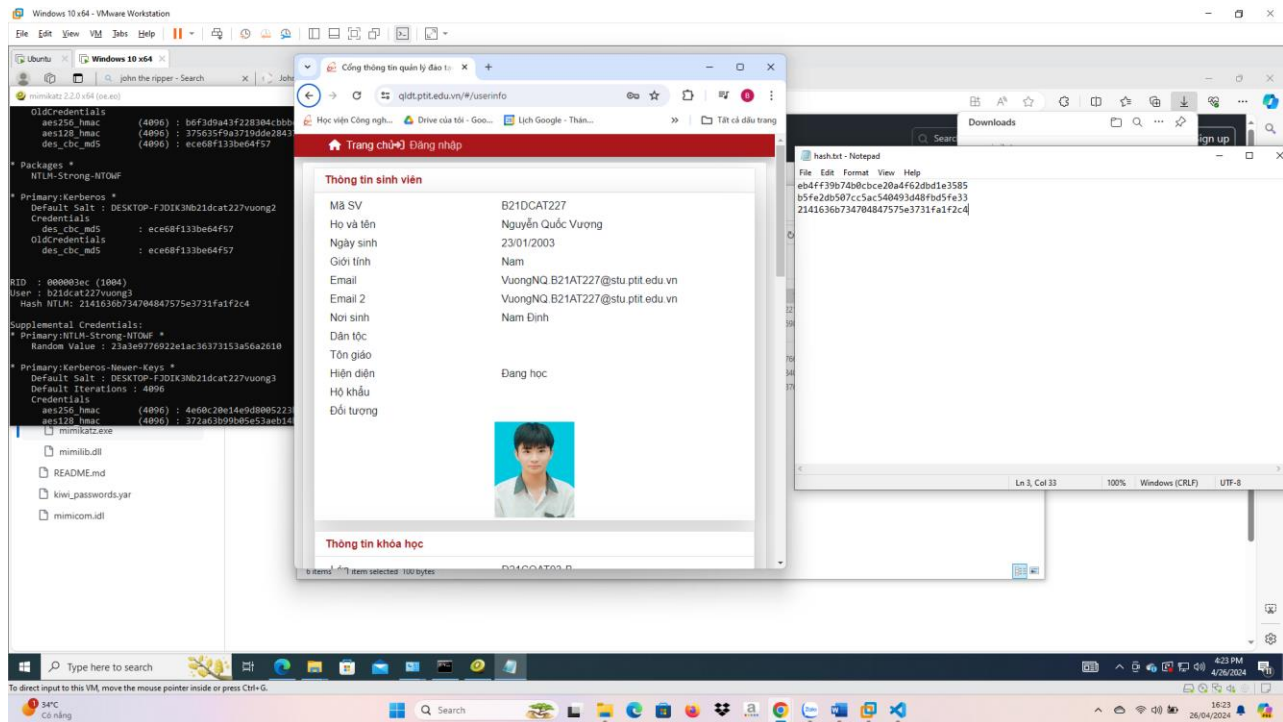 Windows 10 x64 - VMware Workstation
File Edit View VM Tabs Help
Ubuntu
Windows 10 x64
john the ripper - Search
mimikatz 2.2.0 x64 (oe.eo)
OldCredentials
aes256_hmac (4096) : b6f3d9a43f228304cbbb
aes128_hmac (4096) : 375635f9a3719dde2843
des_cbc_md5 (4096) : ece68f133be64f57
* Packages *
NTLM-Strong-NTOWF
* Primary:Kerberos *
Default Salt : DESKTOP-FJDIK3Nb21dcat227vuong2
Credentials
des_cbc_md5 : ece68f133be64f57
OldCredentials
des_cbc_md5 : ece68f133be64f57
RID : 000003ec (1004)
User : b21dcat227vuong3
Hash NTLM: 2141636b734704847575e3731fa1f2c4
Supplemental Credentials:
* Primary:NTLM-Strong-NTOWF *
Random Value : 23a3e9776922e1ac36373153a56a2610
* Primary:Kerberos-Newer-Keys *
Default Salt : DESKTOP-FJDIK3Nb21dcat227vuong3
Default Iterations : 4096
Credentials
aes256_hmac (4096) : 4e60c20e14e9d8005223
aes128_hmac (4096) : 372a63b99b05e53aeb14
mimikatz.exe
mimilib.dll
README.md
kiwi_passwords.yar
mimicom.idl
Cổng thông tin quản lý đào tạ
qldt.ptit.edu.vn/#/userinfo
Học viện Công ngh...
Drive của tôi - Goo...
Lịch Google - Thán...
Tất cả dấu trang
Trang chủ
Đăng nhập
Thông tin sinh viên
Mã SV B21DCAT227
Họ và tên Nguyễn Quốc Vượng
Ngày sinh 23/01/2003
Giới tính Nam
Email VuongNQ.B21AT227@stu.ptit.edu.vn
Email 2 VuongNQ.B21AT227@stu.ptit.edu.vn
Nơi sinh Nam Định
Dân tộc
Tôn giáo
Hiện diện Đang học
Hộ khẩu
Đối tượng
Thông tin khóa học
6 items 1 item selected 100 bytes
Downloads
Search
ign up
hash.txt - Notepad
File Edit Format View Help
eb4ff39b74b0cbce20a4f62dbd1e3585
b5fe2db507cc5ac540493d48fbd5fe33
2141636b734704847575e3731fa1f2c4
Ln 3, Col 33
100%
Windows (CRLF)
UTF-8
Type here to search
4:23 PM
4/26/2024
To direct input to this VM, move the mouse pointer inside or press Ctrl+G.
34°C
Có nắng
Search
16:23
26/04/2024